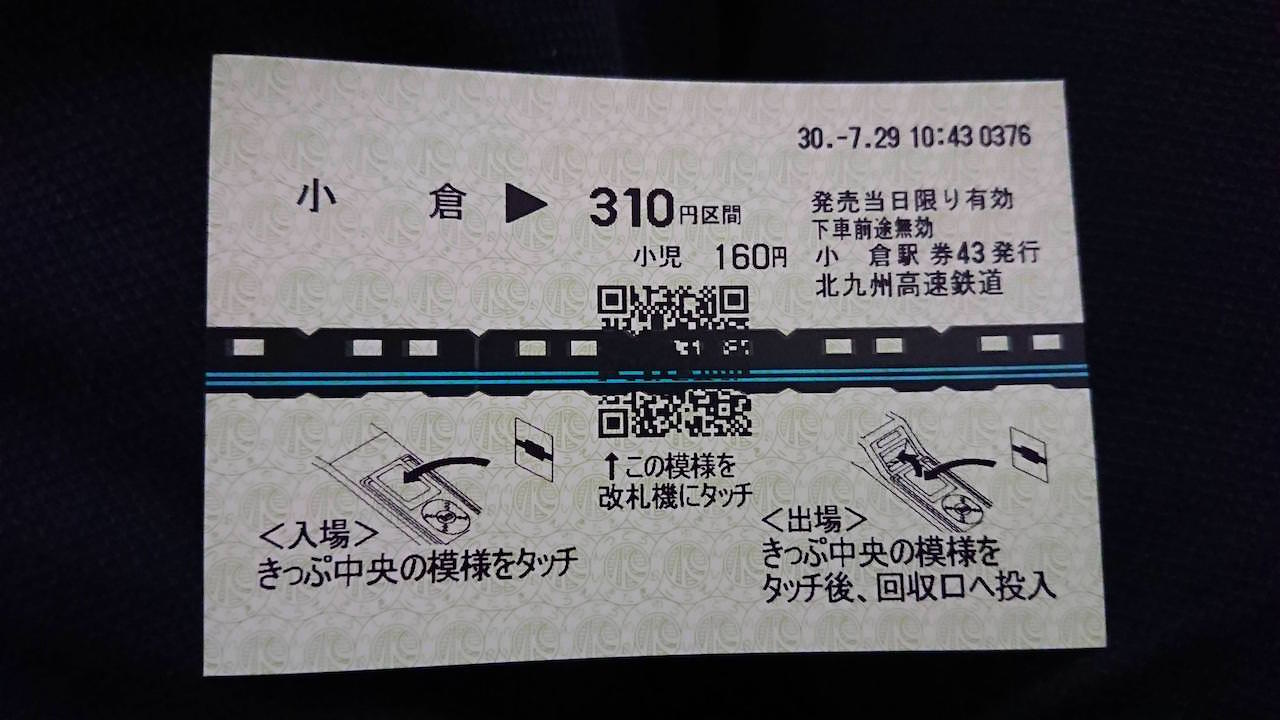 30.-7.29 10:43 0376
小 倉 ▶ 310円区間
小児 160円
発売当日限り有効
下車前途無効
小 倉駅 券43発行
北九州高速鉄道
↑この模様を
改札機にタッチ
<入場>
きっぷ中央の模様をタッチ
<出場>
きっぷ中央の模様を
タッチ後、回収口へ投入